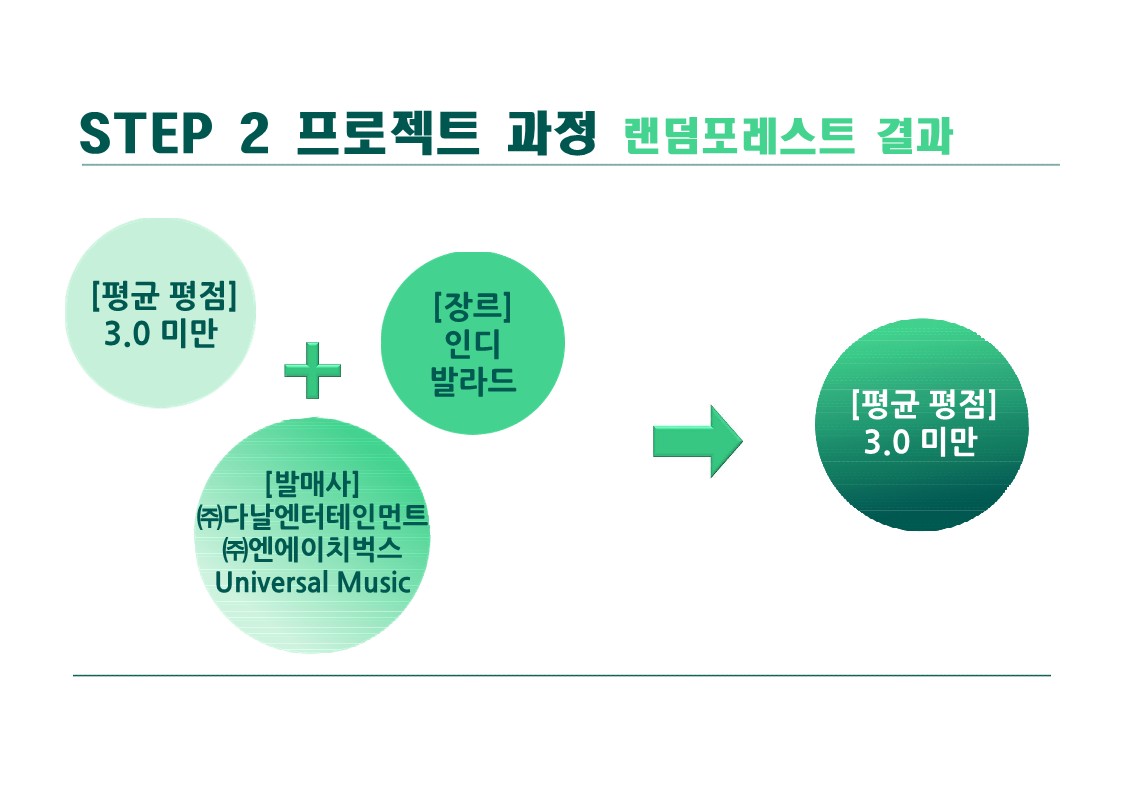 STEP 2 프로젝트 과정 랜덤포레스트 결과
[평균 평점]
3.0 미만
[장르]
인디
발라드
[발매사]
㈜다날엔터테인먼트
㈜엔에이치벅스
Universal Music
[평균 평점]
3.0 미만